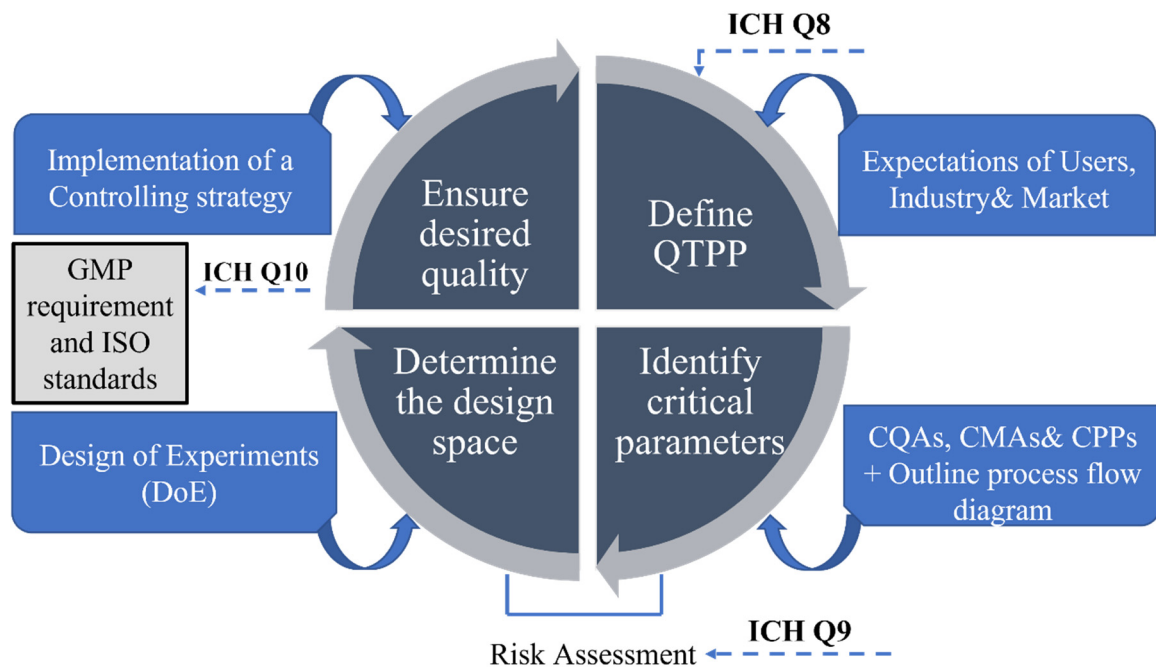 ICH Q8
Implementation of a
Controlling strategy
Ensure
desired
quality
Define
QTPP
Expectations of Users,
Industry& Market
GMP
requirement
and ISO
standards
ICH Q10
Determine
the design
space
Identify
critical
parameters
Design of Experiments
(DoE)
CQAs, CMAs& CPPs
+ Outline process flow
diagram
Risk Assessment
ICH Q9